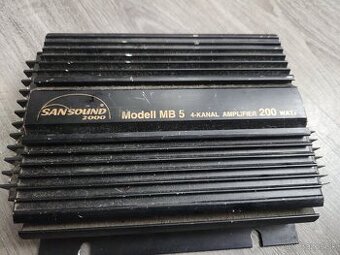 SANSOUND
2000
Modell MB 5 4-KANAL AMPLIFIER 200 WATT